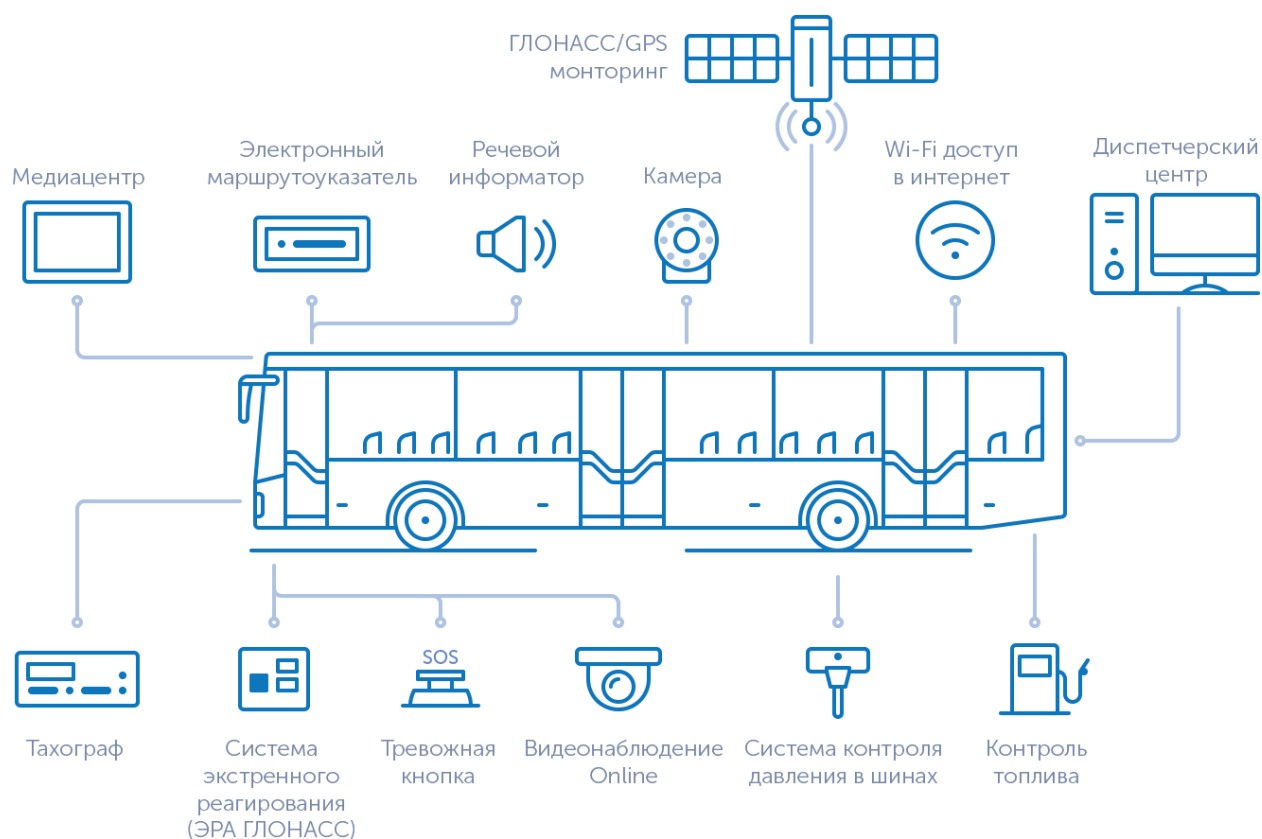 ГЛОНАСС/GPS
монторинг
Медиацентр
Электронный
маршрутоуказатель
Речевой
информатор
Камера
Wi-Fi доступ
в интернет
Диспетчерский
центр
SOS
Тахограф
Система
экстренного
реагирования
(ЭРА ГЛОНАСС)
Тревожная
кнопка
Видеонаблюдение
Online
Система контроля
давления в шинах
Контроль
топлива